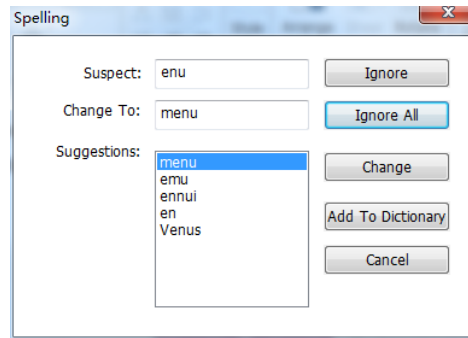 Spelling
Suspect: enu Ignore
Change To: menu Ignore All
Suggestions: menu Change
emu
ennui
en Add To Dictionary
Venus
Cancel